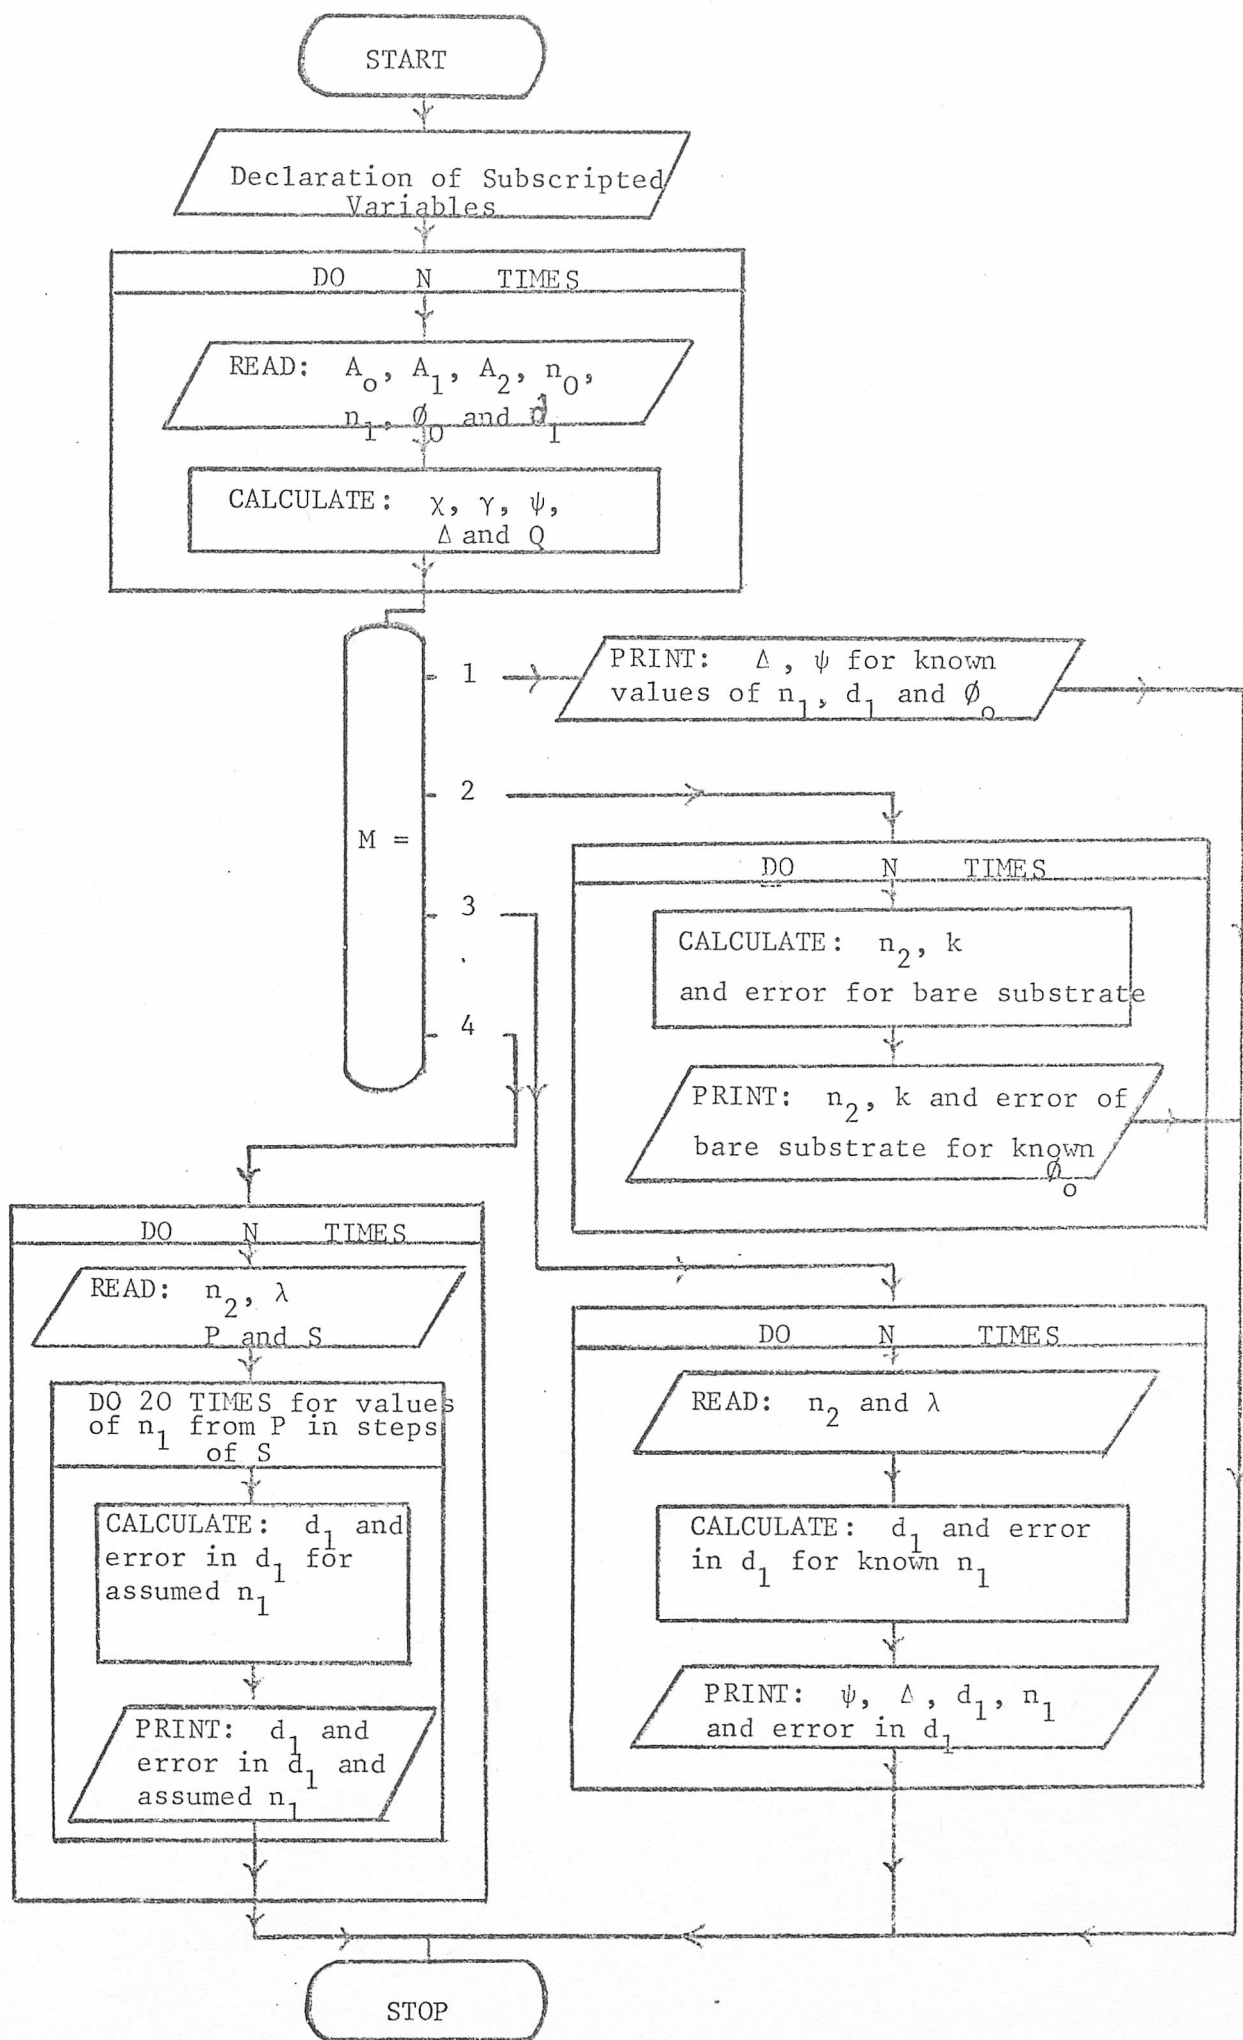 START
Declaration of Subscripted
Variables
DO N TIMES
READ: A₀, A₁, A₂, n₀,
n₁, Ø₀ and d₁
CALCULATE: χ, γ, ψ,
Δ and Q
M =
1
PRINT: Δ, ψ for known
values of n₁, d₁ and Ø₀
2
DO N TIMES
CALCULATE: n₂, k
and error for bare substrate
PRINT: n₂, k and error of
bare substrate for known
Ø₀
3
4
DO N TIMES
READ: n₂, λ
P and S
DO 20 TIMES for values
of n₁ from P in steps
of S
CALCULATE: d₁ and
error in d₁ for
assumed n₁
PRINT: d₁ and
error in d₁ and
assumed n₁
DO N TIMES
READ: n₂ and λ
CALCULATE: d₁ and error
in d₁ for known n₁
PRINT: ψ, Δ, d₁, n₁
and error in d₁
STOP